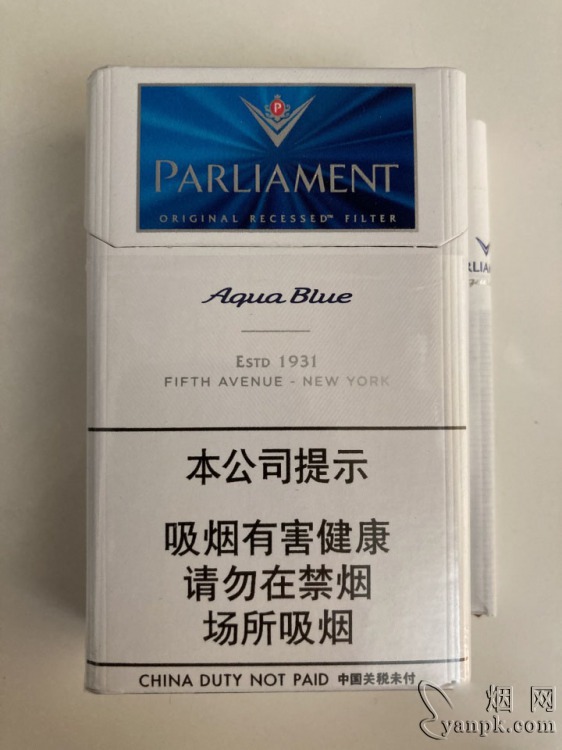 P
PARLIAMENT
ORIGINAL RECESSED™ FILTER
Aqua Blue
ESTD 1931
FIFTH AVENUE - NEW YORK
本公司提示
吸烟有害健康
请勿在禁烟
场所吸烟
CHINA DUTY NOT PAID 中国关税未付
RLIA
烟网
yanpk.com